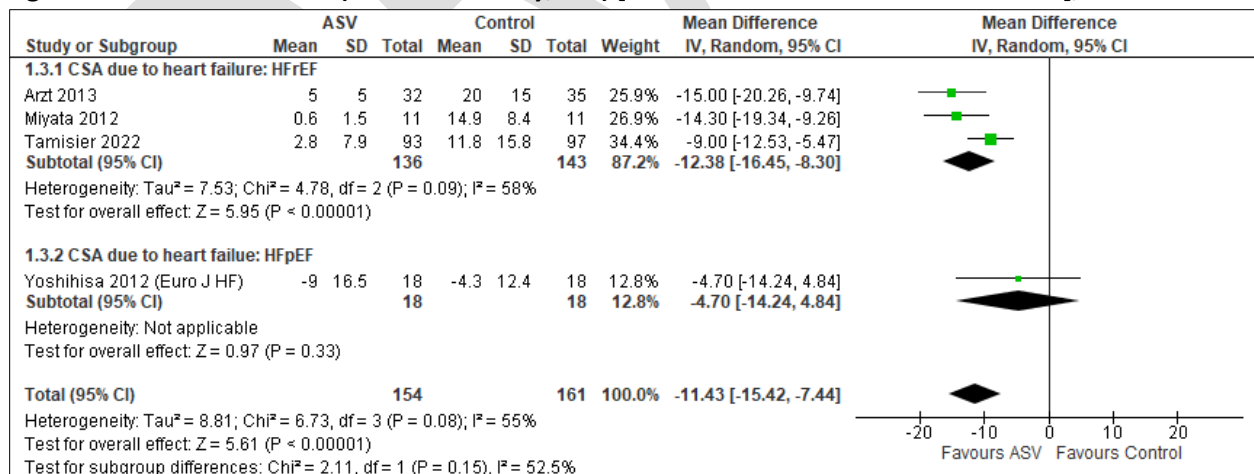 ASV Control Mean Difference Mean Difference
Study or Subgroup Mean SD Total Mean SD Total Weight IV, Random, 95% CI IV, Random, 95% CI
1.3.1 CSA due to heart failure: HFrEF
Arzt 2013 5 5 32 20 15 35 25.9% -15.00 [-20.26, -9.74]
Miyata 2012 0.6 1.5 11 14.9 8.4 11 26.9% -14.30 [-19.34, -9.26]
Tamisier 2022 2.8 7.9 93 11.8 15.8 97 34.4% -9.00 [-12.53, -5.47]
Subtotal (95% CI) 136 143 87.2% -12.38 [-16.45, -8.30]
Heterogeneity: Tau² = 7.53; Chi² = 4.78, df = 2 (P = 0.09); I² = 58%
Test for overall effect: Z = 5.95 (P < 0.00001)
1.3.2 CSA due to heart failue: HFpEF
Yoshihisa 2012 (Euro J HF) -9 16.5 18 -4.3 12.4 18 12.8% -4.70 [-14.24, 4.84]
Subtotal (95% CI) 18 18 12.8% -4.70 [-14.24, 4.84]
Heterogeneity: Not applicable
Test for overall effect: Z = 0.97 (P = 0.33)
Total (95% CI) 154 161 100.0% -11.43 [-15.42, -7.44]
Heterogeneity: Tau² = 8.81; Chi² = 6.73, df = 3 (P = 0.08); I² = 55%
Test for overall effect: Z = 5.61 (P < 0.00001)
Test for subgroup differences: Chi² = 2.11, df = 1 (P = 0.15), I² = 52.5%
-20 -10 0 10 20
Favours ASV Favours Control